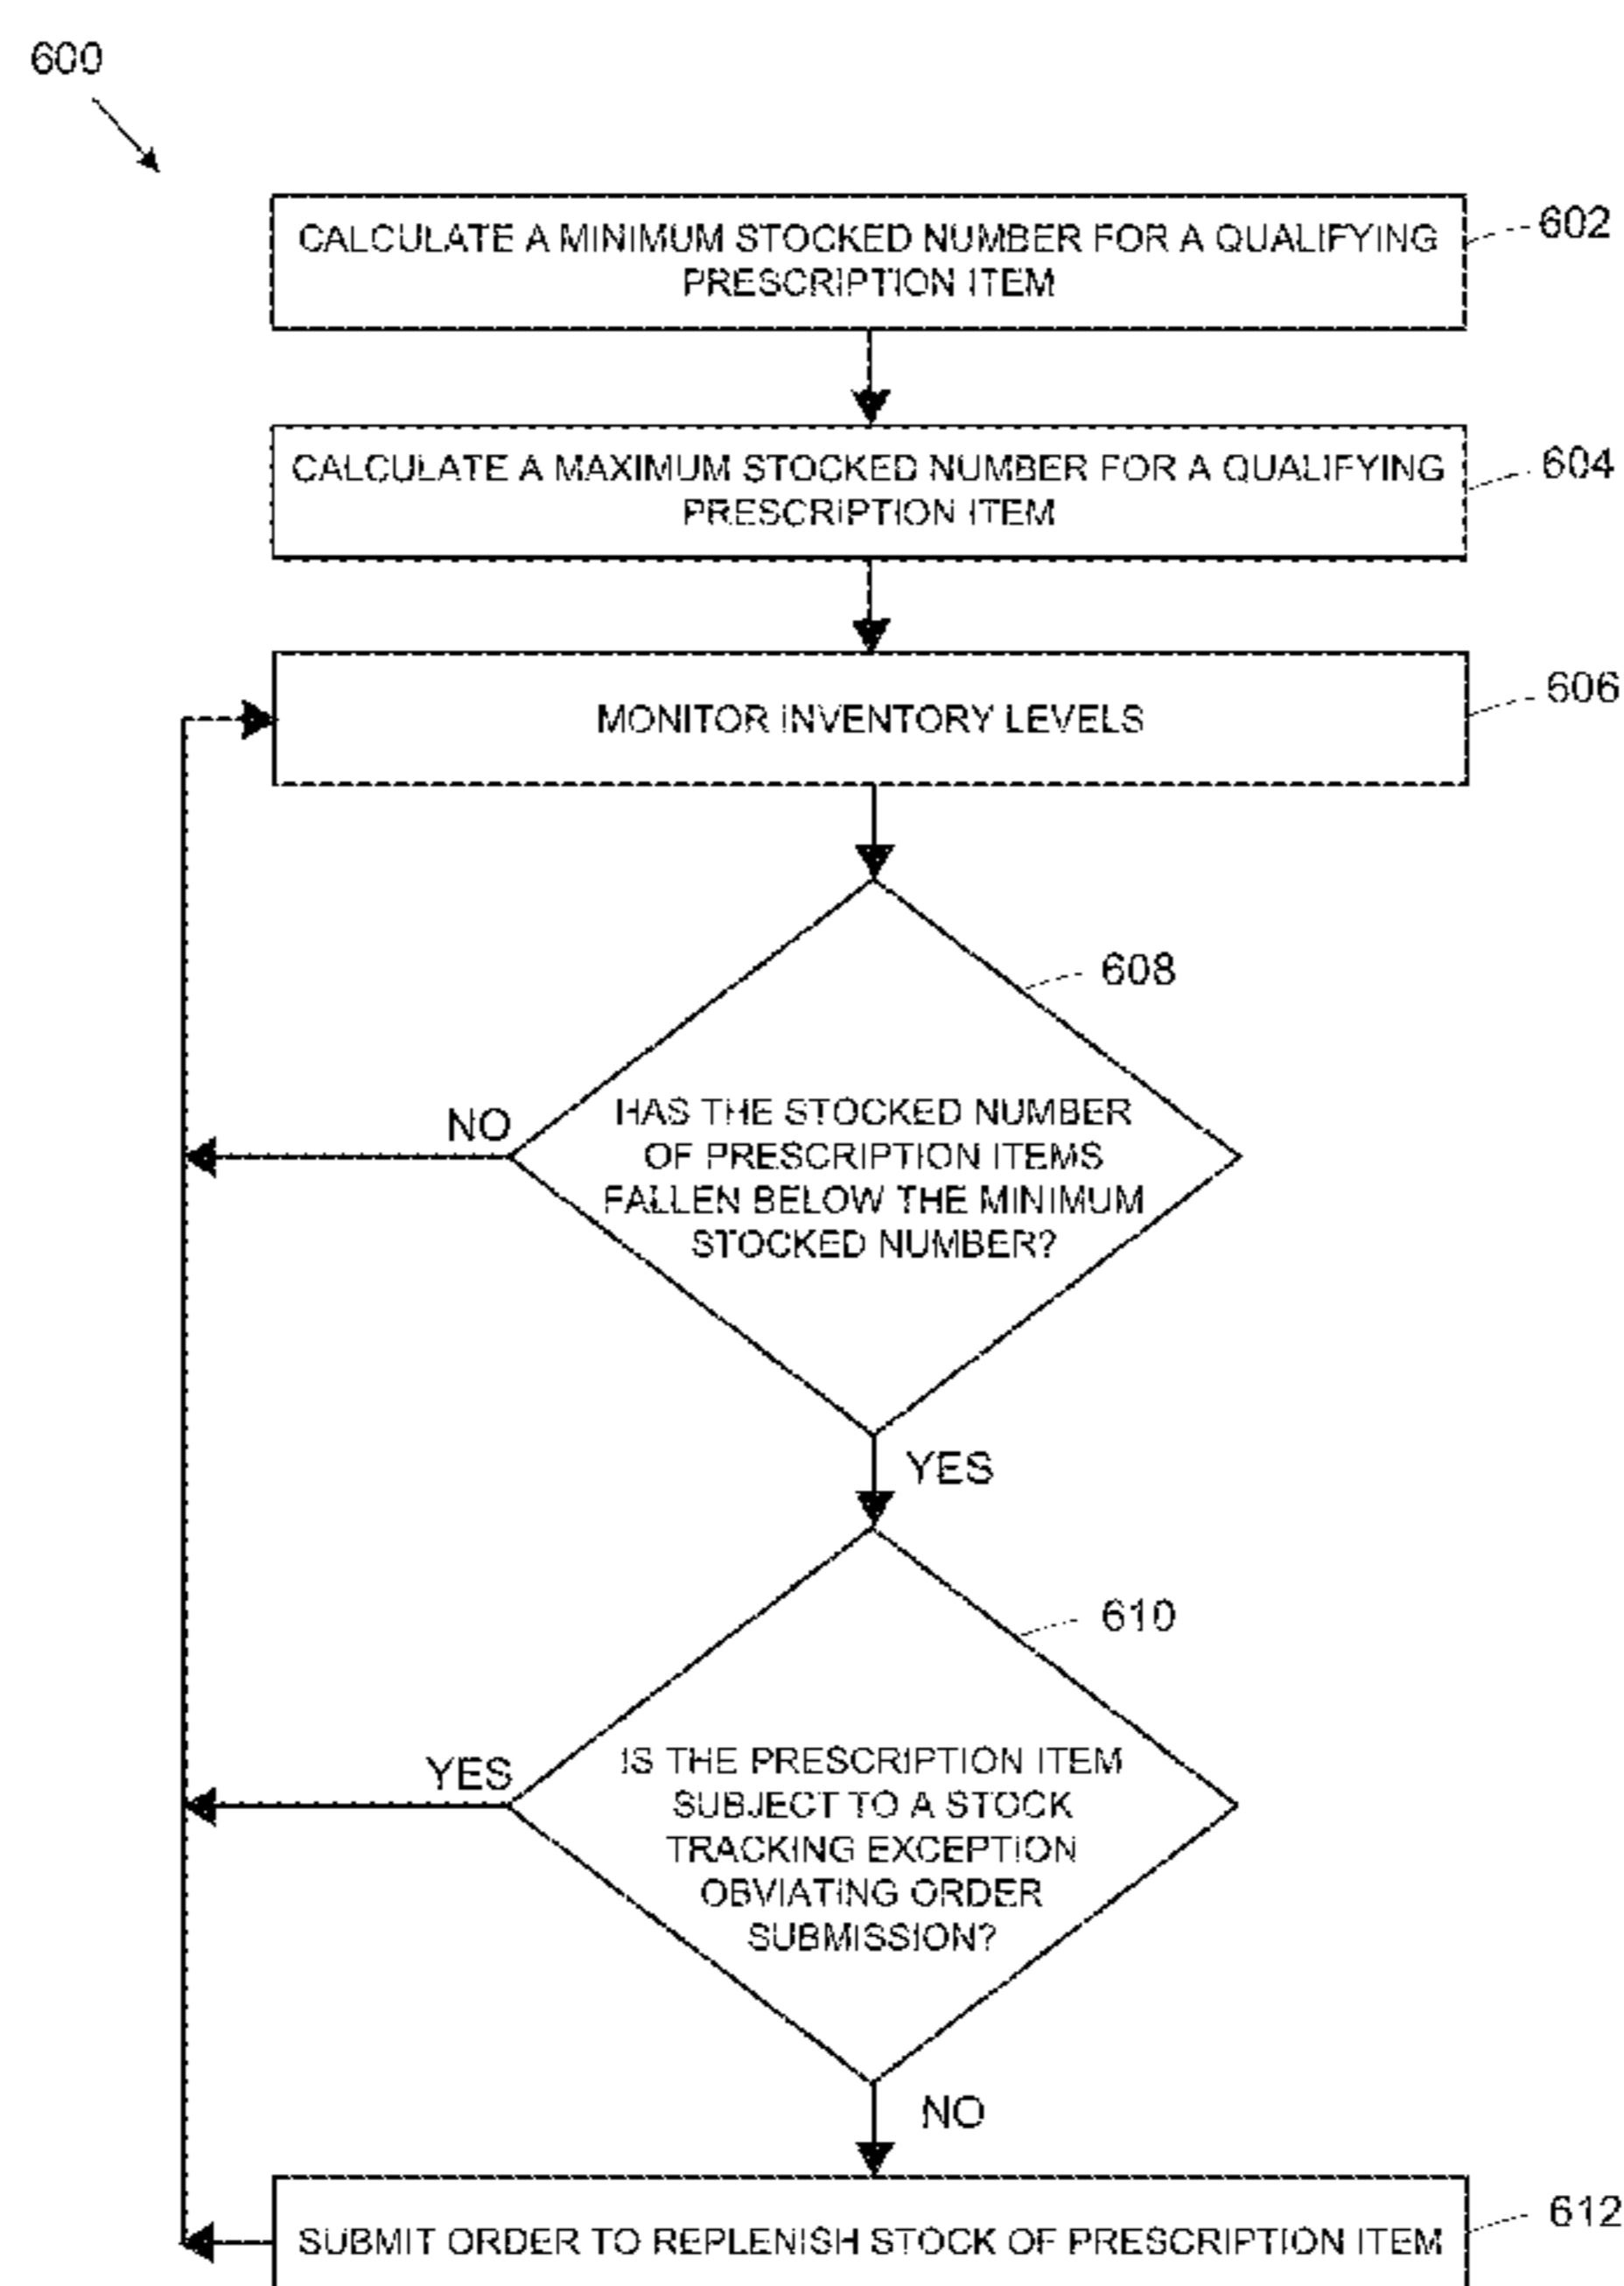 600
CALCULATE A MINIMUM STOCKED NUMBER FOR A QUALIFYING
PRESCRIPTION ITEM
602
CALCULATE A MAXIMUM STOCKED NUMBER FOR A QUALIFYING
PRESCRIPTION ITEM
604
MONITOR INVENTORY LEVELS
606
608
HAS THE STOCKED NUMBER
OF PRESCRIPTION ITEMS
FALLEN BELOW THE MINIMUM
STOCKED NUMBER?
NO
YES
610
IS THE PRESCRIPTION ITEM
SUBJECT TO A STOCK
TRACKING EXCEPTION
OBVIATING ORDER
SUBMISSION?
YES
NO
SUBMIT ORDER TO REPLENISH STOCK OF PRESCRIPTION ITEM
612